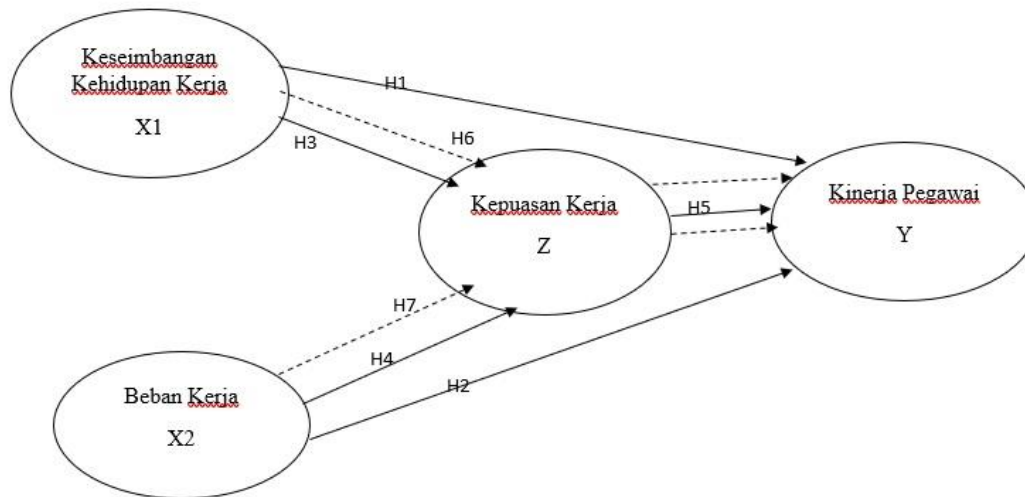 Keseimbangan
Kehidupan Kerja
X1
H1
H6
H3
Kepuasan Kerja
Z
H5
Kinerja Pegawai
Y
H7
H4
H2
Beban Kerja
X2